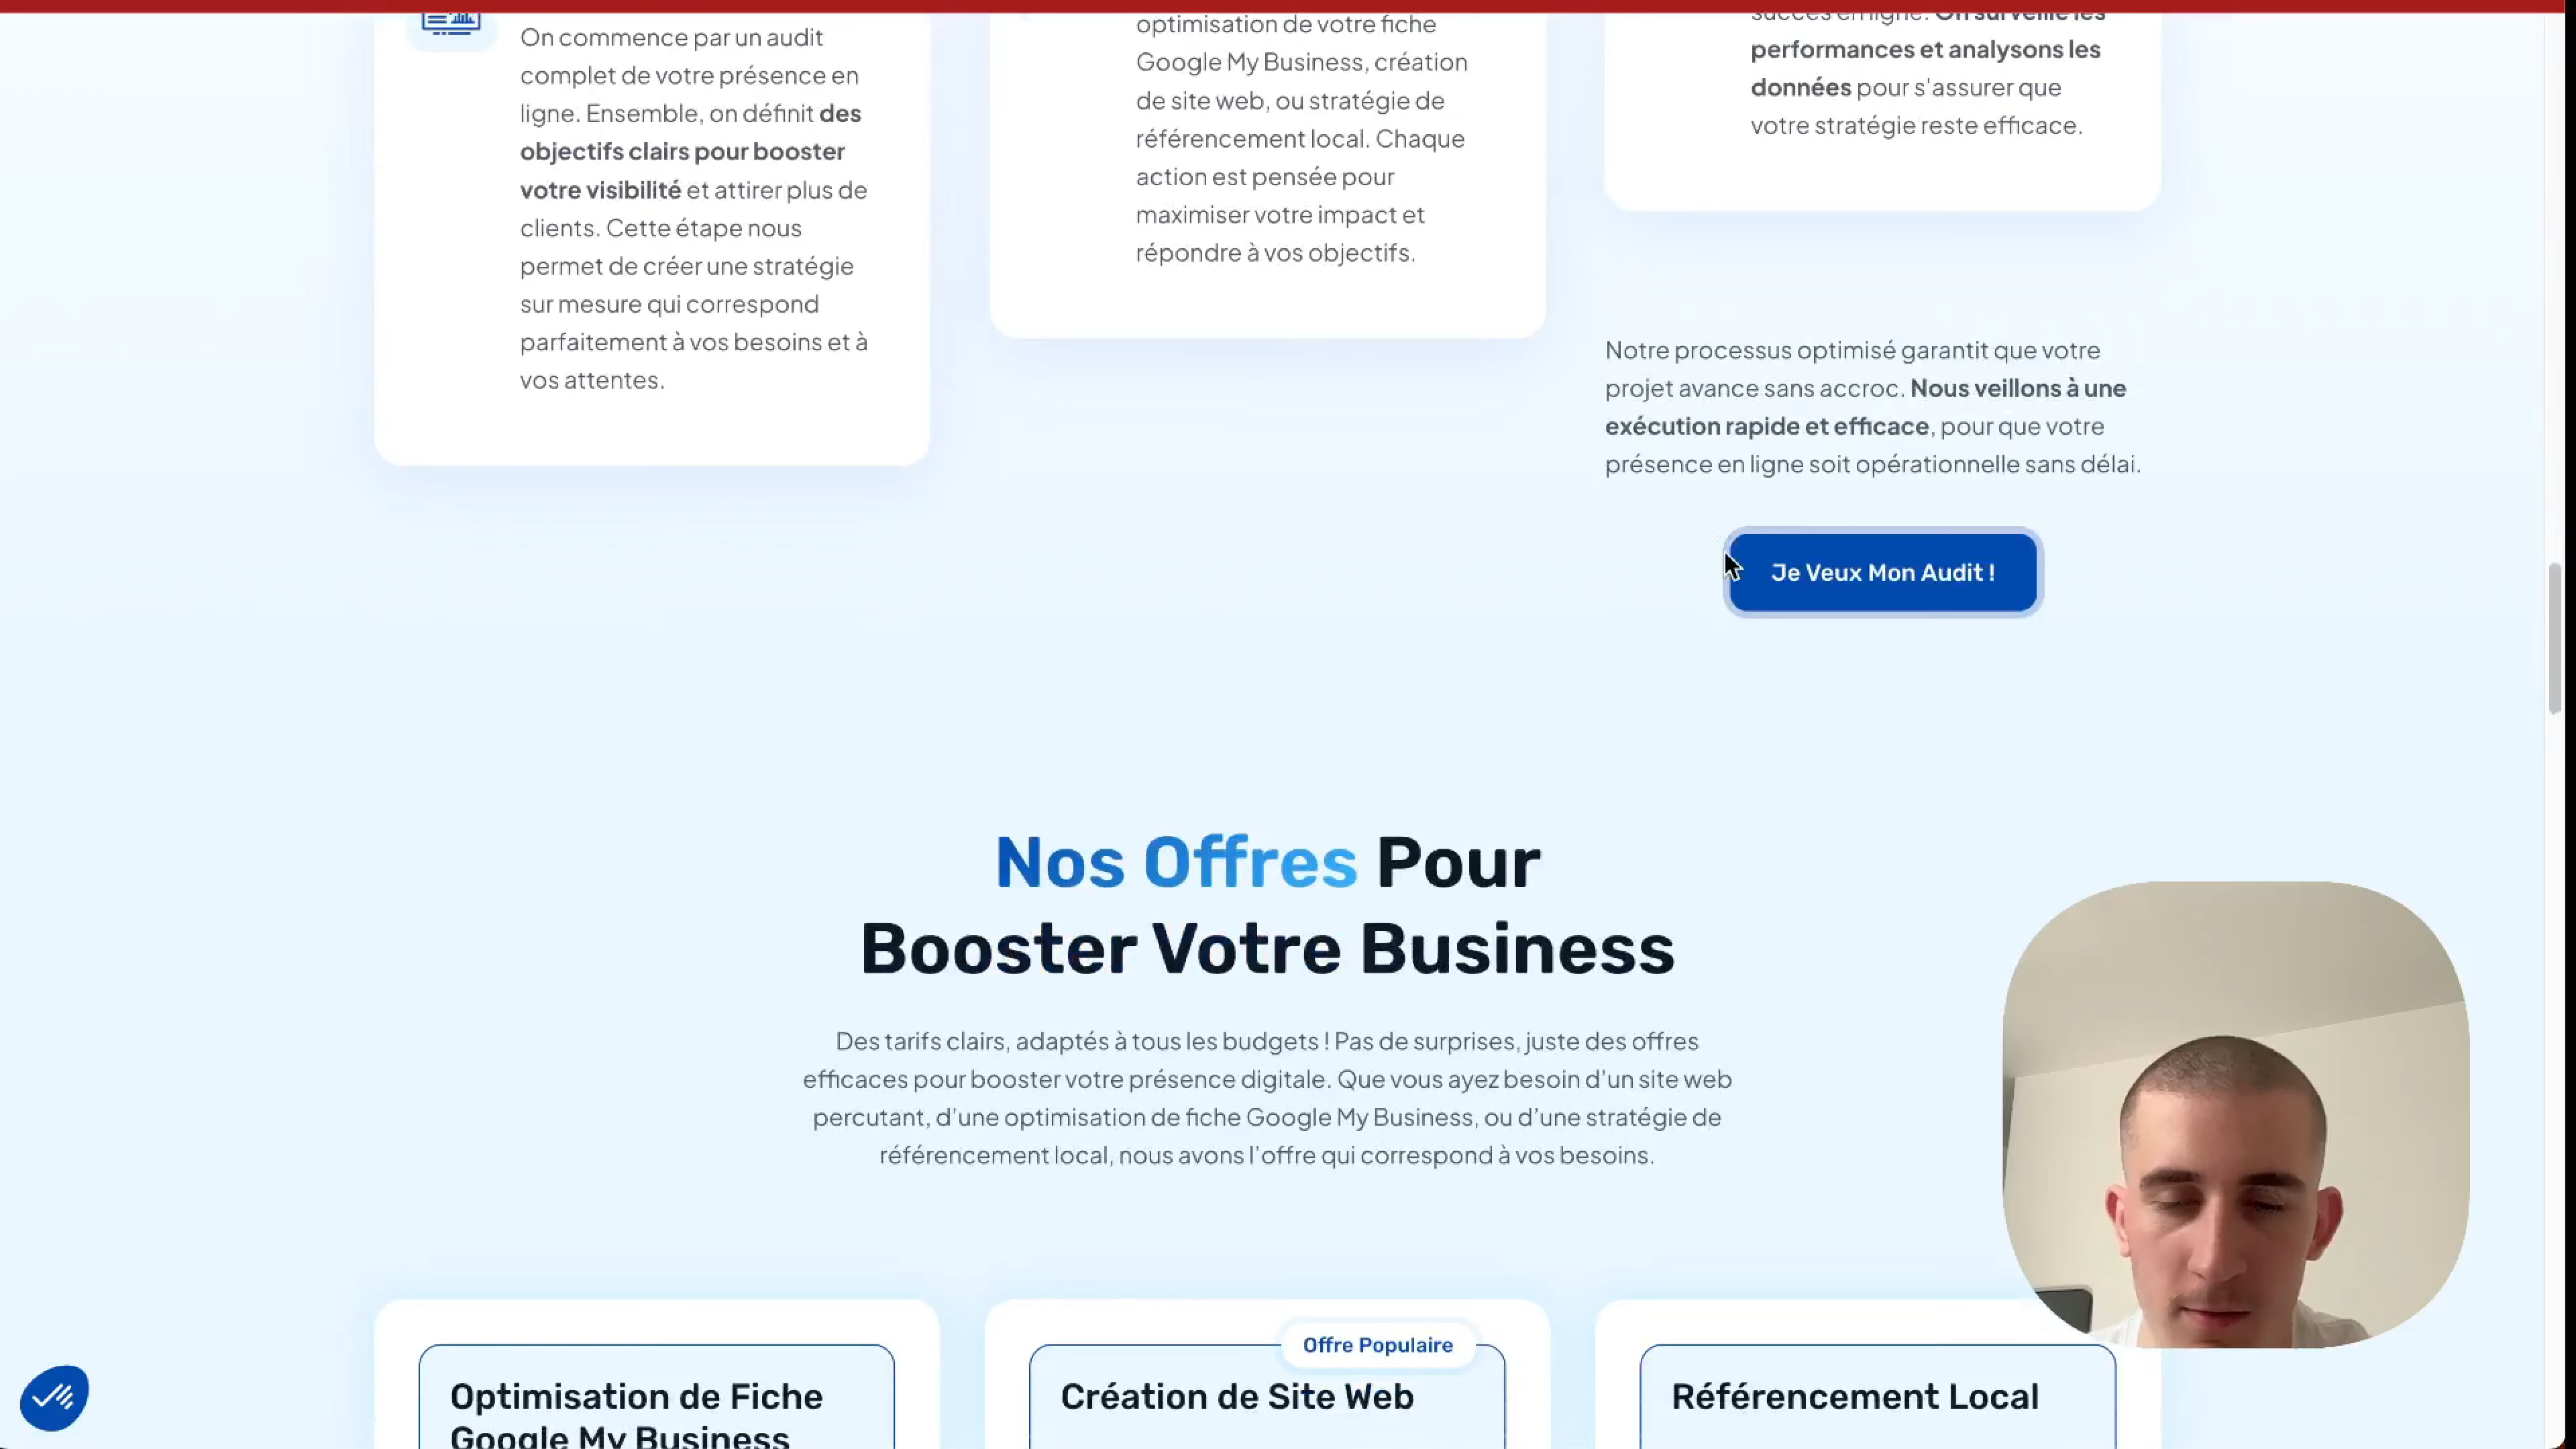 On commence par un audit
complet de votre présence en
ligne. Ensemble, on définit des
objectifs clairs pour booster
votre visibilité et attirer plus de
clients. Cette étape nous
permet de créer une stratégie
sur mesure qui correspond
parfaitement à vos besoins et à
vos attentes.
optimisation de votre fiche
Google My Business, création
de site web, ou stratégie de
référencement local. Chaque
action est pensée pour
maximiser votre impact et
répondre à vos objectifs.
succès en ligne. On surveille les
performances et analysons les
données pour s'assurer que
votre stratégie reste efficace.
Notre processus optimisé garantit que votre
projet avance sans accroc. Nous veillons à une
exécution rapide et efficace, pour que votre
présence en ligne soit opérationnelle sans délai.
Je Veux Mon Audit !
Nos Offres Pour
Booster Votre Business
Des tarifs clairs, adaptés à tous les budgets ! Pas de surprises, juste des offres
efficaces pour booster votre présence digitale. Que vous ayez besoin d’un site web
percutant, d’une optimisation de fiche Google My Business, ou d’une stratégie de
référencement local, nous avons l’offre qui correspond à vos besoins.
Optimisation de Fiche
Google My Business
Offre Populaire
Création de Site Web
Référencement Local